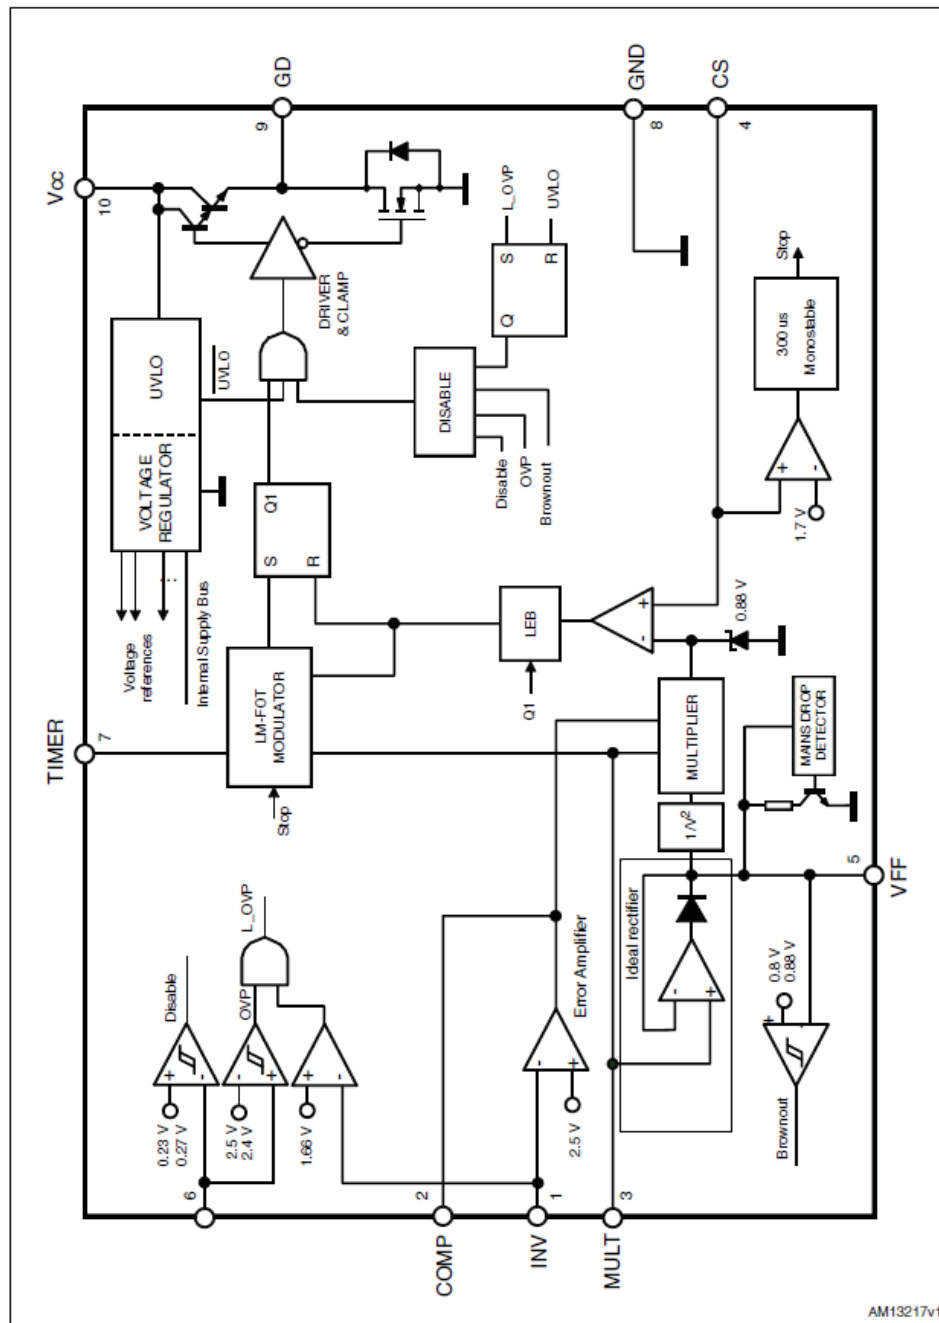 TIMER
7
Vcc
10
GD
9
GND
8
CS
4
Voltage
references
Internal Supply Bus
VOLTAGE
REGULATOR
UVLO
UVLO
DRIVER
& CLAMP
LM-FOT
MODULATOR
Stop
S
R
Q1
DISABLE
Disable
OVP
Brownout
Q
S
R
L_OVP
UVLO
300 us
Monostable
Stop
+
-
1.7 V
LEB
Q1
-
+
0.88 V
MULTIPLIER
1/V²
MAINS DROP
DETECTOR
Ideal rectifier
-
+
5
VFF
0.8 V
0.88 V
+
-
Brownout
Error Amplifier
-
+
2.5 V
Disable
+
-
0.23 V
0.27 V
L_OVP
OVP
-
+
2.5 V
2.4 V
+
-
1.66 V
6
2
COMP
1
INV
3
MULT
AM13217v1